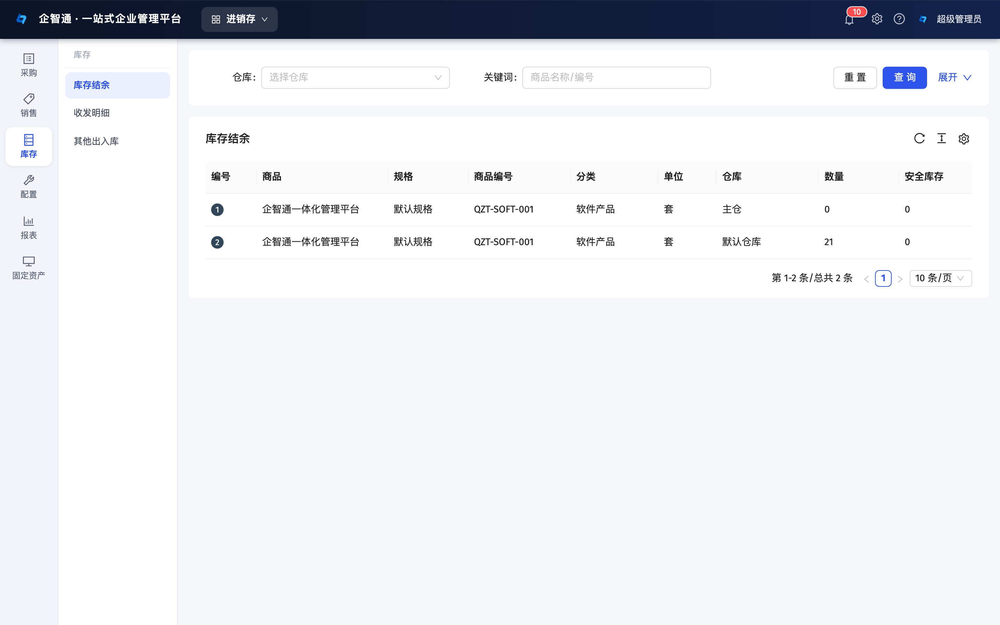 企智通 · 一站式企业管理平台
进销存
10
超级管理员
采购
销售
库存
配置
报表
固定资产
库存
库存结余
收发明细
其他出入库
仓库: 选择仓库
关键词: 商品名称/编号
重 置
查 询
展开
库存结余
编号 商品 规格 商品编号 分类 单位 仓库 数量 安全库存
1 企智通一体化管理平台 默认规格 QZT-SOFT-001 软件产品 套 主仓 0 0
2 企智通一体化管理平台 默认规格 QZT-SOFT-001 软件产品 套 默认仓库 21 0
第 1-2 条/总共 2 条 < 1 > 10 条/页